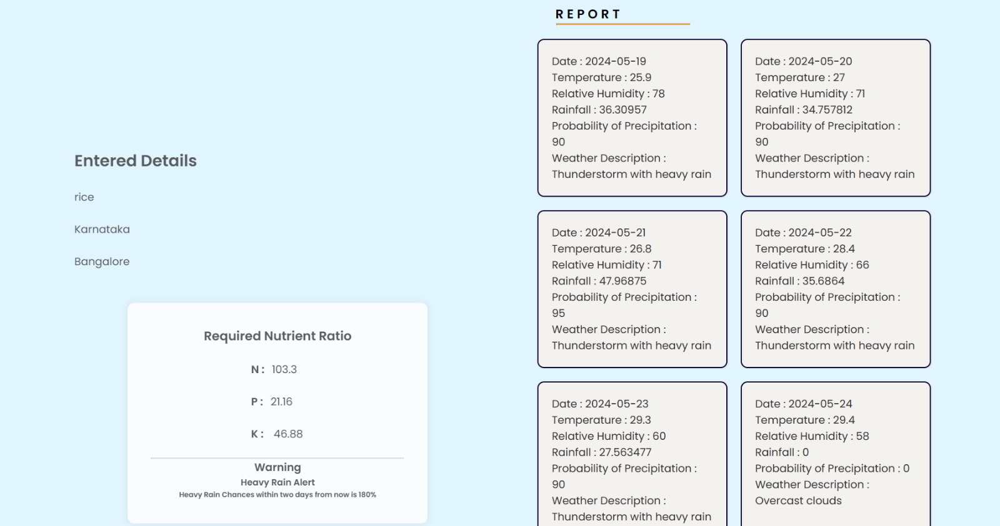 Entered Details
rice
Karnataka
Bangalore
Required Nutrient Ratio
N : 103.3
P : 21.16
K : 46.88
Warning
Heavy Rain Alert
Heavy Rain Chances within two days from now is 180%
REPORT
Date : 2024-05-19
Temperature : 25.9
Relative Humidity : 78
Rainfall : 36.30957
Probability of Precipitation :
90
Weather Description :
Thunderstorm with heavy rain
Date : 2024-05-20
Temperature : 27
Relative Humidity : 71
Rainfall : 34.757812
Probability of Precipitation :
90
Weather Description :
Thunderstorm with heavy rain
Date : 2024-05-21
Temperature : 26.8
Relative Humidity : 71
Rainfall : 47.96875
Probability of Precipitation :
95
Weather Description :
Thunderstorm with heavy rain
Date : 2024-05-22
Temperature : 28.4
Relative Humidity : 66
Rainfall : 35.6864
Probability of Precipitation :
90
Weather Description :
Thunderstorm with heavy rain
Date : 2024-05-23
Temperature : 29.3
Relative Humidity : 60
Rainfall : 27.563477
Probability of Precipitation :
90
Weather Description :
Thunderstorm with heavy rain
Date : 2024-05-24
Temperature : 29.4
Relative Humidity : 58
Rainfall : 0
Probability of Precipitation : 0
Weather Description :
Overcast clouds